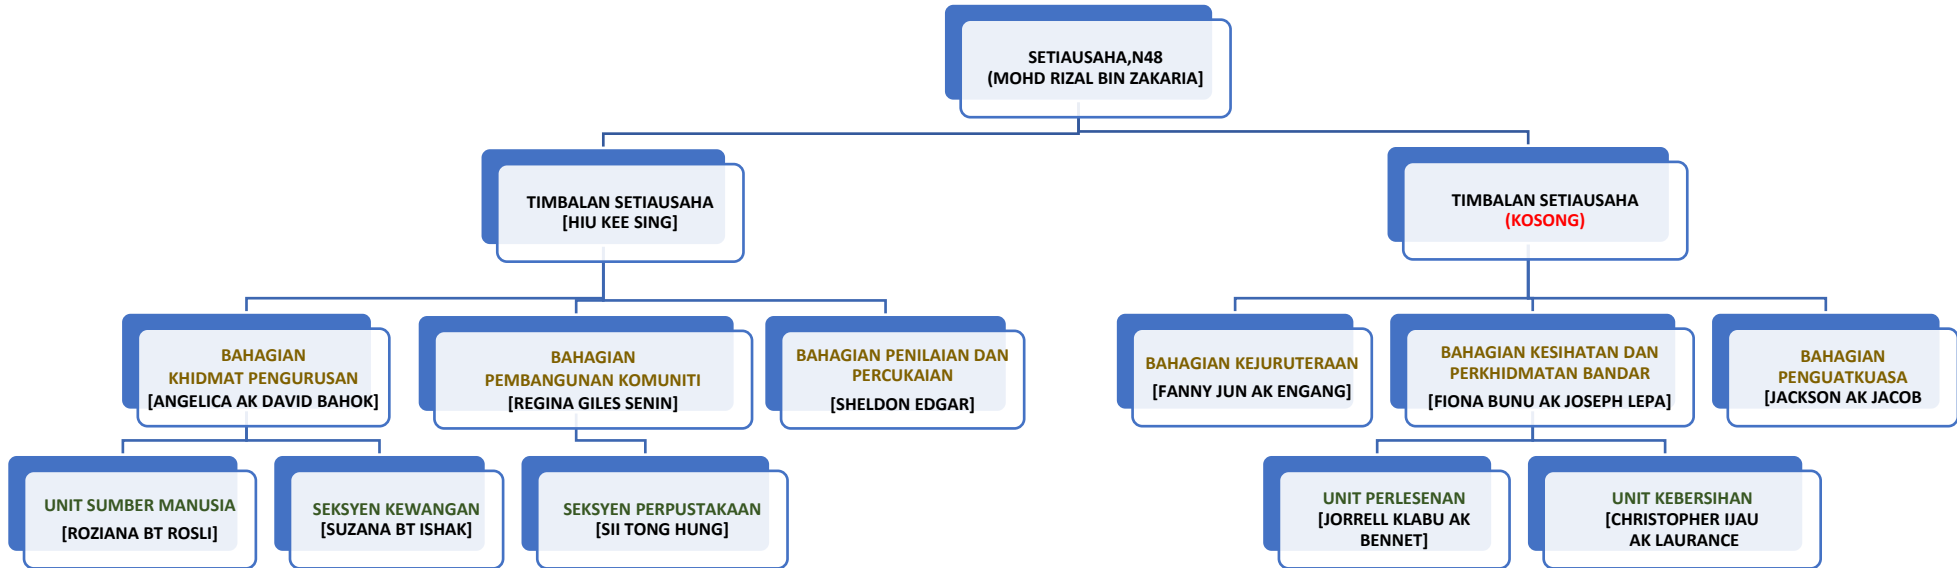 SETIAUSAHA,N48
(MOHD RIZAL BIN ZAKARIA]
TIMBALAN SETIAUSAHA
[HIU KEE SING]
TIMBALAN SETIAUSAHA
(KOSONG)
BAHAGIAN
KHIDMAT PENGURUSAN
[ANGELICA AK DAVID BAHOK]
BAHAGIAN
PEMBANGUNAN KOMUNITI
[REGINA GILES SENIN]
BAHAGIAN PENILAIAN DAN
PERCUKAIAN
[SHELDON EDGAR]
BAHAGIAN KEJURUTERAAN
[FANNY JUN AK ENGANG]
BAHAGIAN KESIHATAN DAN
PERKHIDMATAN BANDAR
[FIONA BUNU AK JOSEPH LEPA]
BAHAGIAN
PENGUATKUASA
[JACKSON AK JACOB
UNIT SUMBER MANUSIA
[ROZIANA BT ROSLI]
SEKSYEN KEWANGAN
[SUZANA BT ISHAK]
SEKSYEN PERPUSTAKAAN
[SII TONG HUNG]
UNIT PERLESENAN
[JORRELL KLABU AK
BENNET]
UNIT KEBERSIHAN
[CHRISTOPHER IJAU
AK LAURANCE